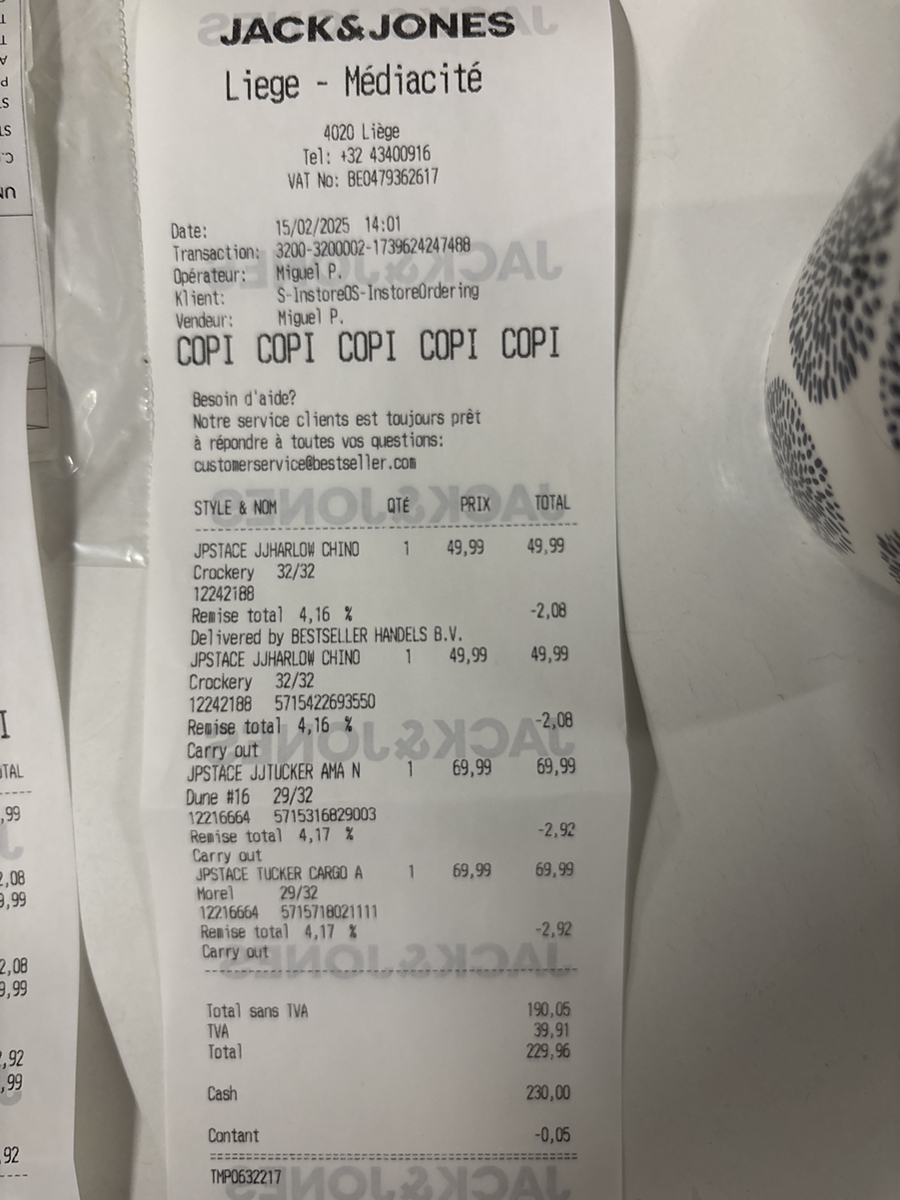 JACK&JONES
Liege - Médiacité
4020 Liège
Tel: +32 43400916
VAT No: BE0479362617
Date: 15/02/2025 14:01
Transaction: 3200-3200002-1739624247488
Opérateur: Miguel P.
Klient: S-InstoreOS-InstoreOrdering
Vendeur: Miguel P.
COPI COPI COPI COPI COPI
Besoin d'aide?
Notre service clients est toujours prêt
à répondre à toutes vos questions:
customerservice@bestseller.com
STYLE & NOM QTÉ PRIX TOTAL
JPSTACE JJHARLOW CHINO 1 49,99 49,99
Crockery 32/32
12242188
Remise total 4,16 % -2,08
Delivered by BESTSELLER HANDELS B.V.
JPSTACE JJHARLOW CHINO 1 49,99 49,99
Crockery 32/32
12242188 5715422693550
Remise total 4,16 % -2,08
Carry out
JPSTACE JJTUCKER AMA N 1 69,99 69,99
Dune #16 29/32
12216664 5715316829003
Remise total 4,17 % -2,92
Carry out
JPSTACE TUCKER CARGO A 1 69,99 69,99
Morel 29/32
12216664 5715718021111
Remise total 4,17 % -2,92
Carry out
Total sans TVA 190,05
TVA 39,91
Total 229,96
Cash 230,00
Contant -0,05
TMP0632217